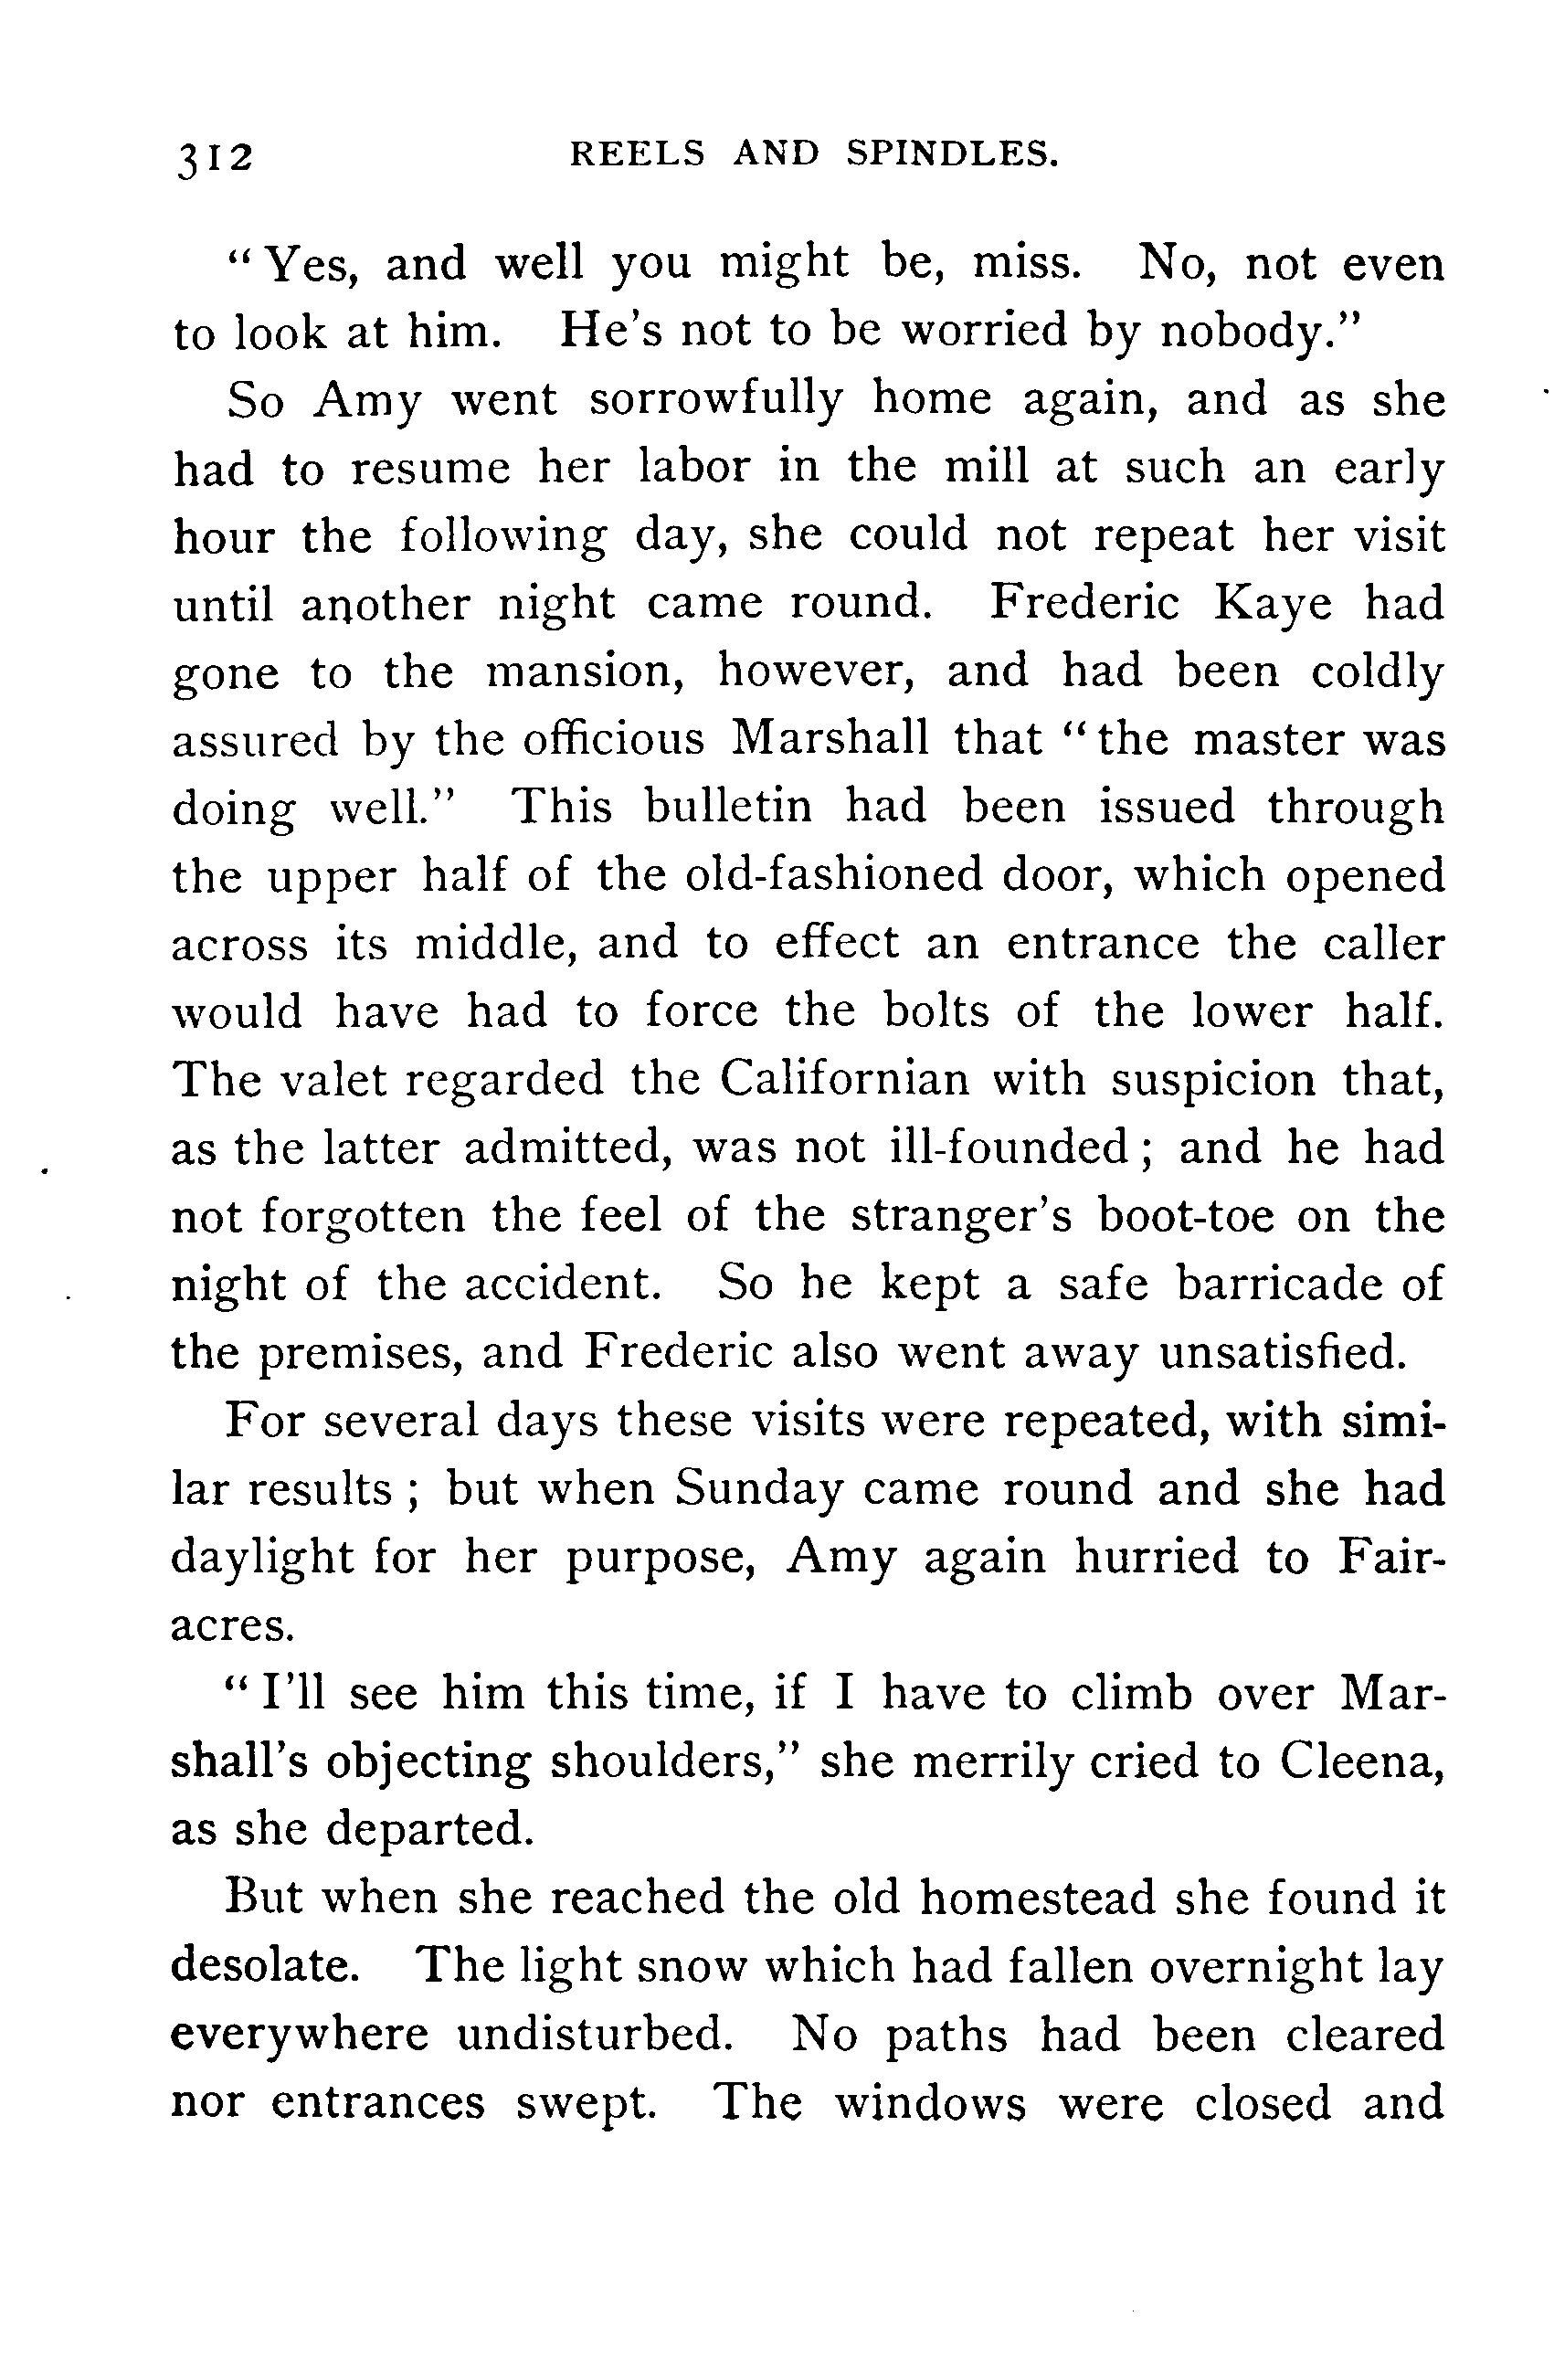 312 REELS AND SPINDLES.
“Yes, and well you might be, miss. No, not even
to look at him. He’s not to be worried by nobody.”
So Amy went sorrowfully home again, and as she
had to resume her labor in the mill at such an early
hour the following day, she could not repeat her visit
until another night came round. Frederic Kaye had
gone to the mansion, however, and had been coldly
assured by the officious Marshall that “the master was
doing well.” This bulletin had been issued through
the upper half of the old-fashioned door, which opened
across its middle, and to effect an entrance the caller
would have had to force the bolts of the lower half.
The valet regarded the Californian with suspicion that,
as the latter admitted, was not ill-founded; and he had
not forgotten the feel of the stranger’s boot-toe on the
night of the accident. So he kept a safe barricade of
the premises, and Frederic also went away unsatisfied.
For several days these visits were repeated, with simi-
lar results; but when Sunday came round and she had
daylight for her purpose, Amy again hurried to Fair-
acres.
“I’ll see him this time, if I have to climb over Mar-
shall’s objecting shoulders,” she merrily cried to Cleena,
as she departed.
But when she reached the old homestead she found it
desolate. The light snow which had fallen overnight lay
everywhere undisturbed. No paths had been cleared
nor entrances swept. The windows were closed and